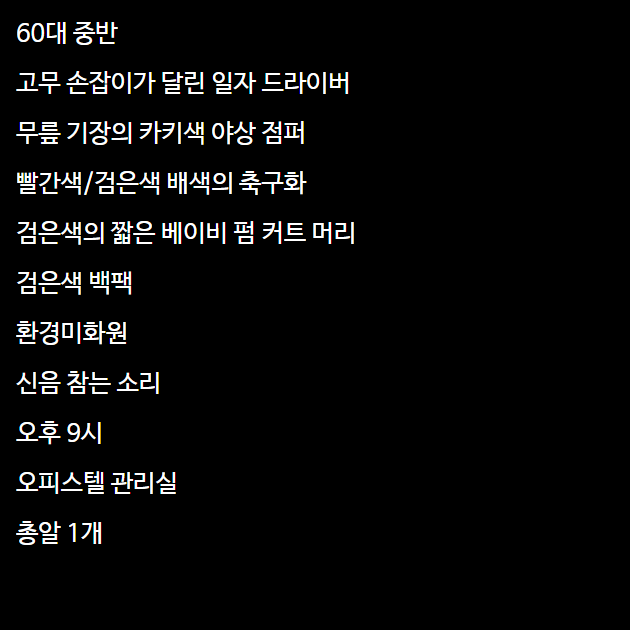 60대 중반
고무 손잡이가 달린 일자 드라이버
무릎 기장의 카키색 야상 점퍼
빨간색/검은색 배색의 축구화
검은색의 짧은 베이비 펌 커트 머리
검은색 백팩
환경미화원
신음 참는 소리
오후 9시
오피스텔 관리실
총알 1개